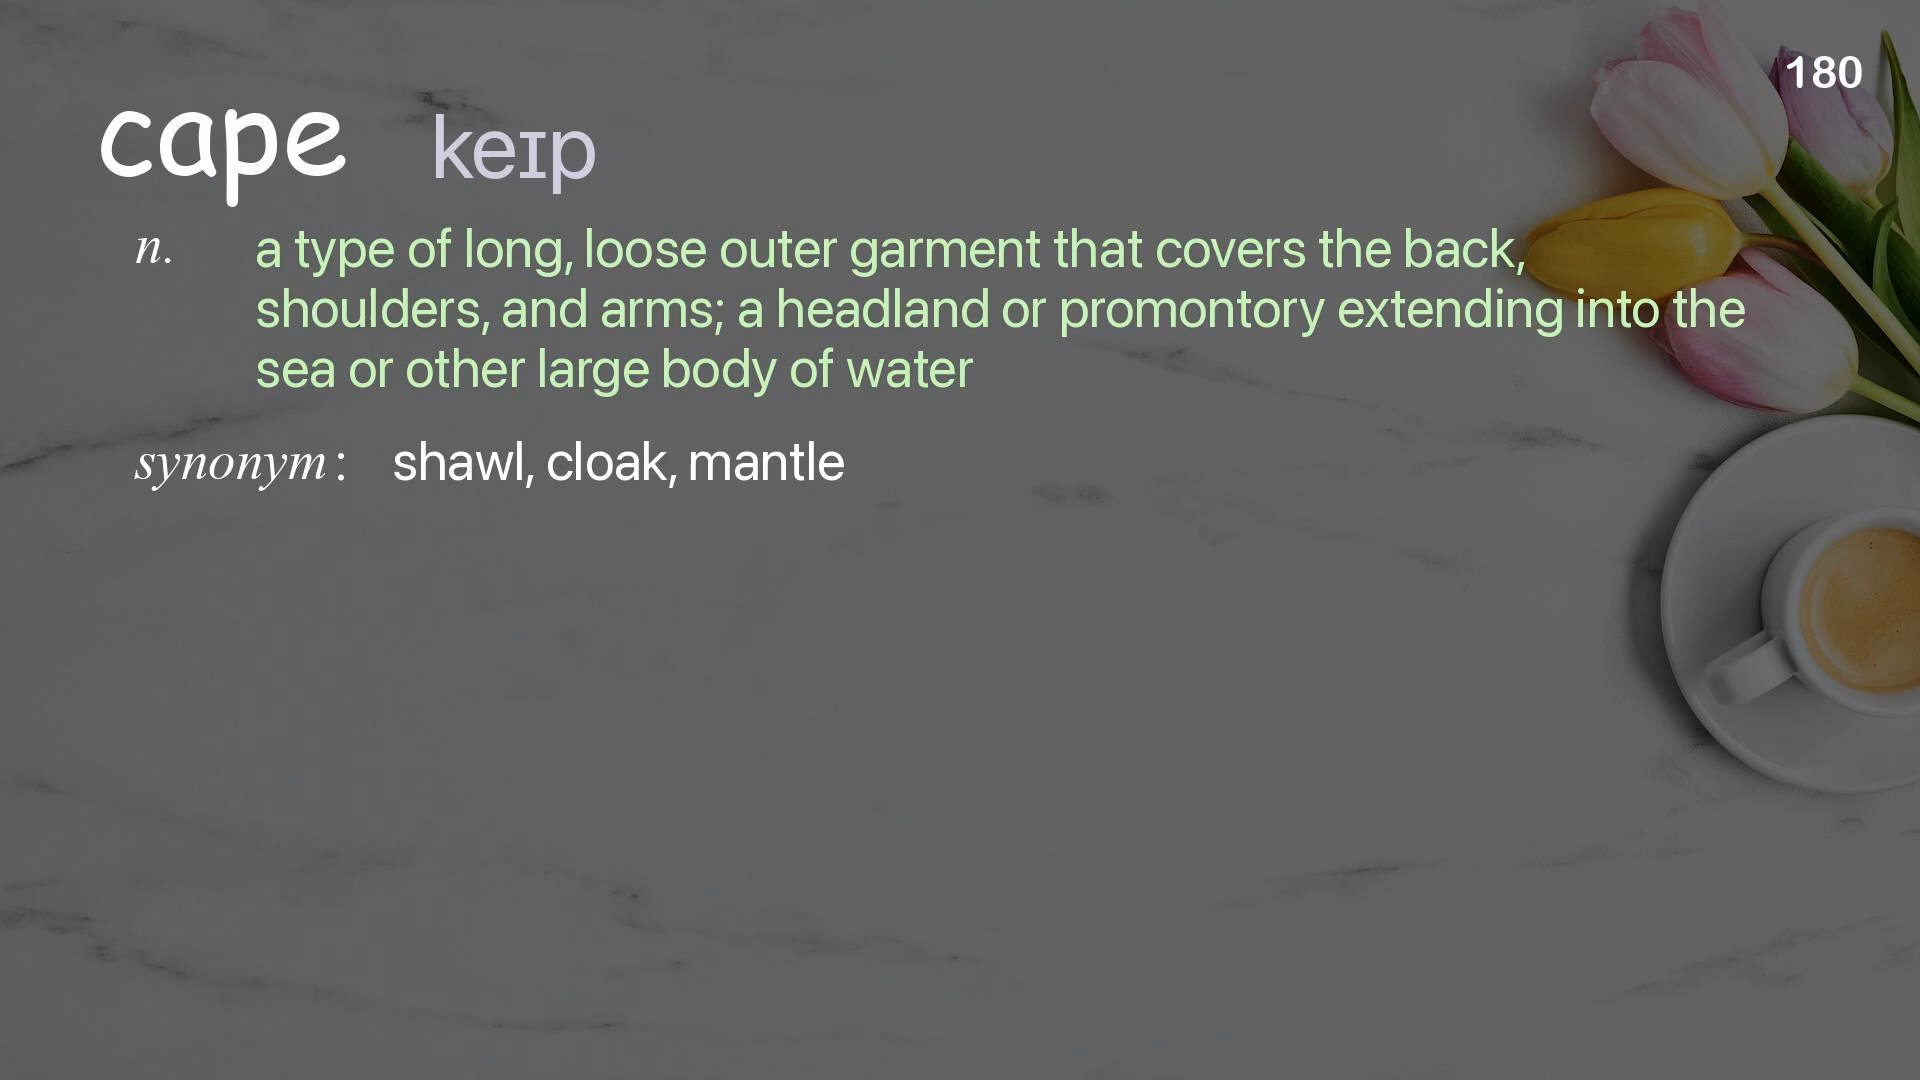 180
cape keɪp
n. a type of long, loose outer garment that covers the back,
shoulders, and arms; a headland or promontory extending into the
sea or other large body of water
synonym: shawl, cloak, mantle